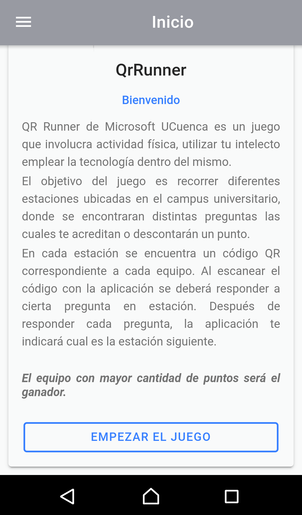 Inicio
QrRunner
Bienvenido
QR Runner de Microsoft UCuenca es un juego
que involucra actividad física, utilizar tu intelecto
emplear la tecnología dentro del mismo.
El objetivo del juego es recorrer diferentes
estaciones ubicadas en el campus universitario,
donde se encontraran distintas preguntas las
cuales te acreditan o descontarán un punto.
En cada estación se encuentra un código QR
correspondiente a cada equipo. Al escanear el
código con la aplicación se deberá responder a
cierta pregunta en estación. Después de
responder cada pregunta, la aplicación te
indicará cual es la estación siguiente.
El equipo con mayor cantidad de puntos será el
ganador.
EMPEZAR EL JUEGO